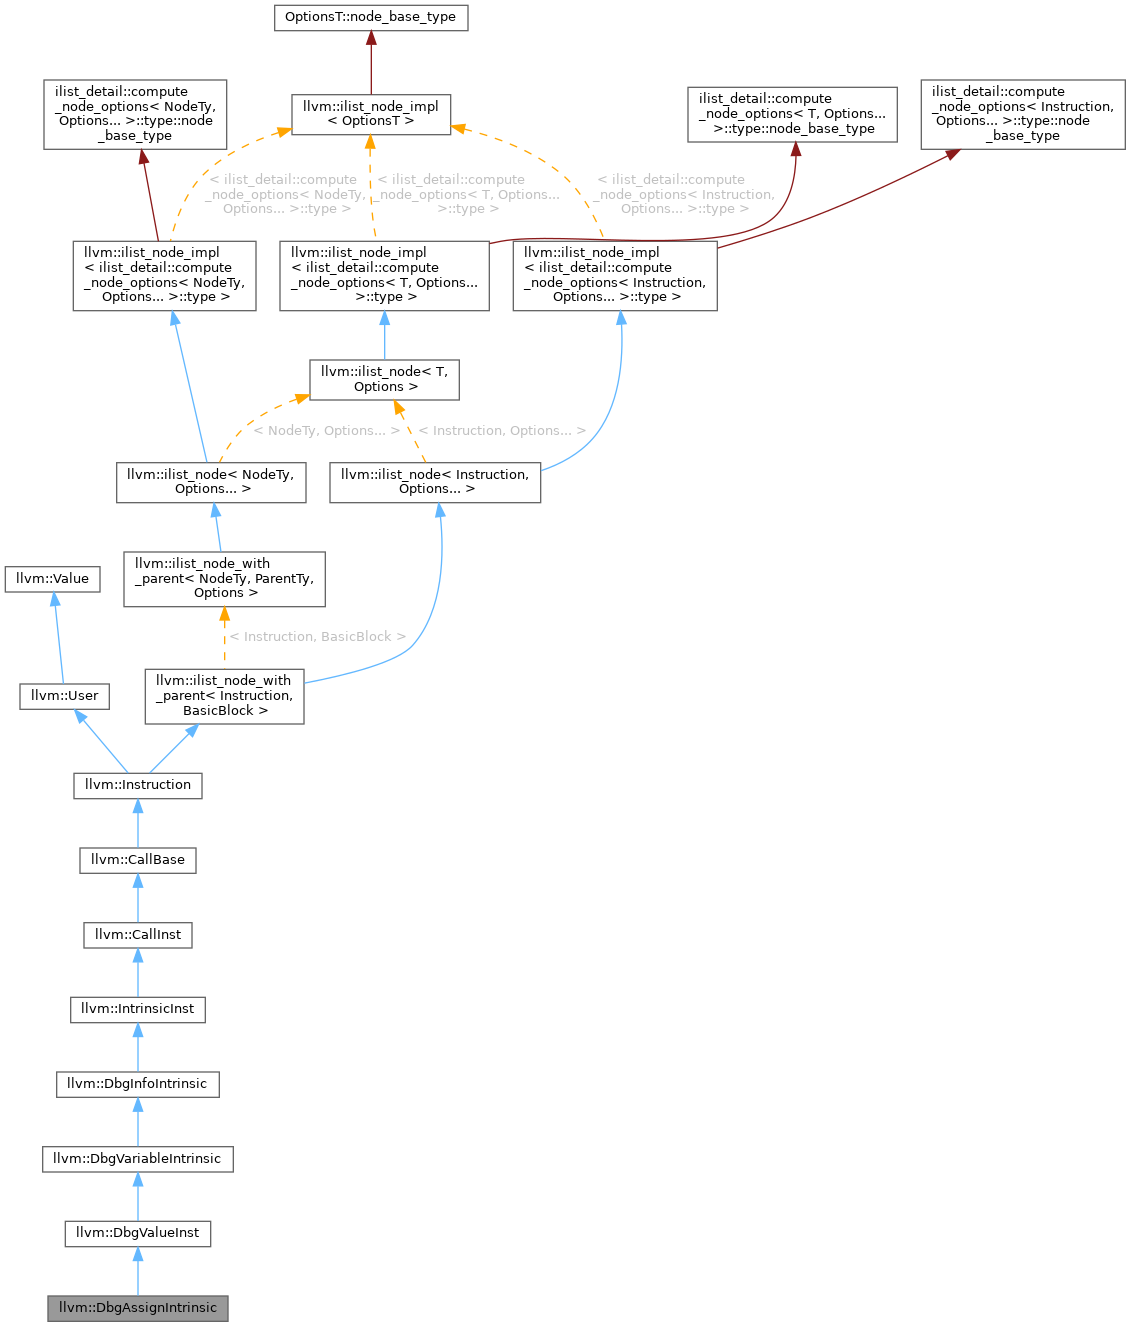 OptionsT::node_base_type
ilist_detail::compute
_node_options< NodeTy,
Options... >::type::node
_base_type
llvm::ilist_node_impl
< OptionsT >
ilist_detail::compute
_node_options< T, Options...
>::type::node_base_type
ilist_detail::compute
_node_options< Instruction,
Options... >::type::node
_base_type
< ilist_detail::compute
_node_options< NodeTy,
Options... >::type >
< ilist_detail::compute
_node_options< T, Options...
>::type >
< ilist_detail::compute
_node_options< Instruction,
Options... >::type >
llvm::ilist_node_impl
< ilist_detail::compute
_node_options< NodeTy,
Options... >::type >
llvm::ilist_node_impl
< ilist_detail::compute
_node_options< T, Options...
>::type >
llvm::ilist_node_impl
< ilist_detail::compute
_node_options< Instruction,
Options... >::type >
llvm::ilist_node< T,
Options >
< NodeTy, Options... >
< Instruction, Options... >
llvm::ilist_node< NodeTy,
Options... >
llvm::ilist_node< Instruction,
Options... >
llvm::ilist_node_with
_parent< NodeTy, ParentTy,
Options >
llvm::Value
< Instruction, BasicBlock >
llvm::User
llvm::ilist_node_with
_parent< Instruction,
BasicBlock >
llvm::Instruction
llvm::CallBase
llvm::CallInst
llvm::IntrinsicInst
llvm::DbgInfoIntrinsic
llvm::DbgVariableIntrinsic
llvm::DbgValueInst
llvm::DbgAssignIntrinsic